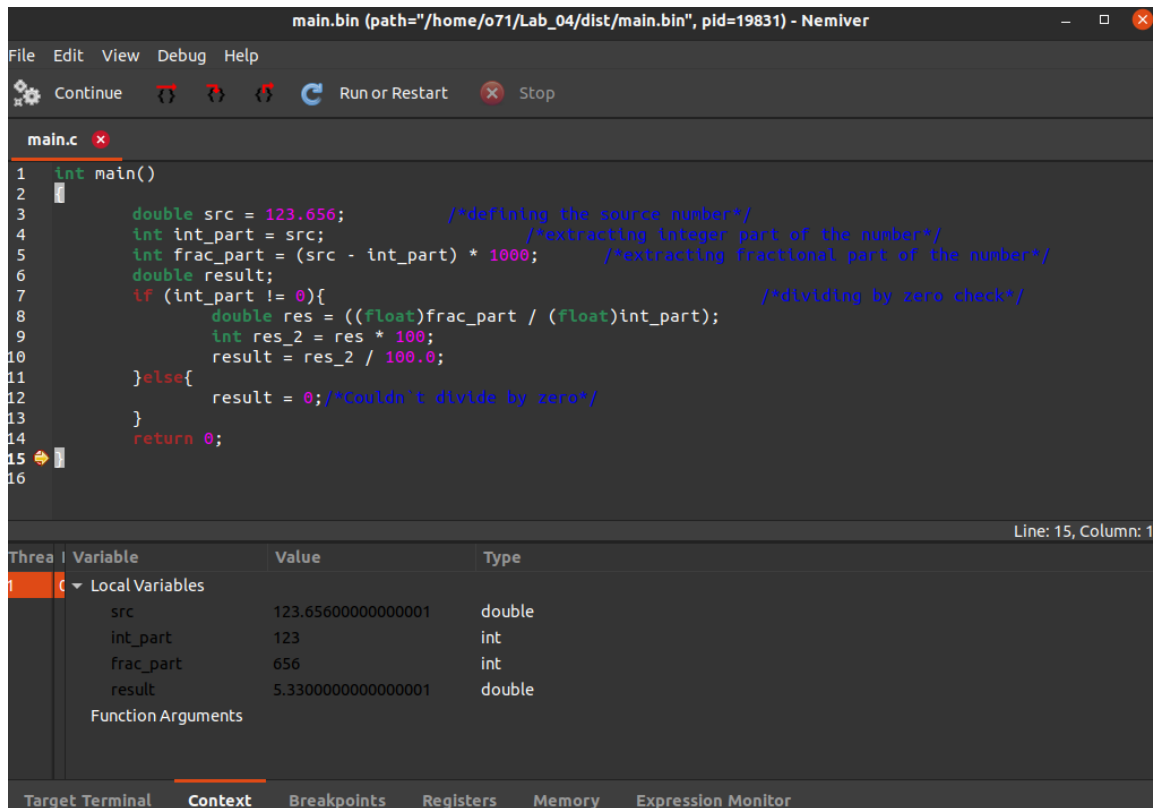 main.bin (path="/home/o71/Lab_04/dist/main.bin", pid=19831) - Nemiver
File Edit View Debug Help
Continue Run or Restart Stop
main.c
1 int main()
2 {
3 double src = 123.656; /*defining the source number*/
4 int int_part = src; /*extracting integer part of the number*/
5 int frac_part = (src - int_part) * 1000; /*extracting fractional part of the number*/
6 double result;
7 if (int_part != 0){ /*dividing by zero check*/
8 double res = ((float)frac_part / (float)int_part);
9 int res_2 = res * 100;
10 result = res_2 / 100.0;
11 }else{
12 result = 0;/*Couldn`t divide by zero*/
13 }
14 return 0;
15 }
16
Line: 15, Column: 1
Threa Variable Value Type
1 Local Variables
src 123.65600000000001 double
int_part 123 int
frac_part 656 int
result 5.3300000000000001 double
Function Arguments
Target Terminal Context Breakpoints Registers Memory Expression Monitor